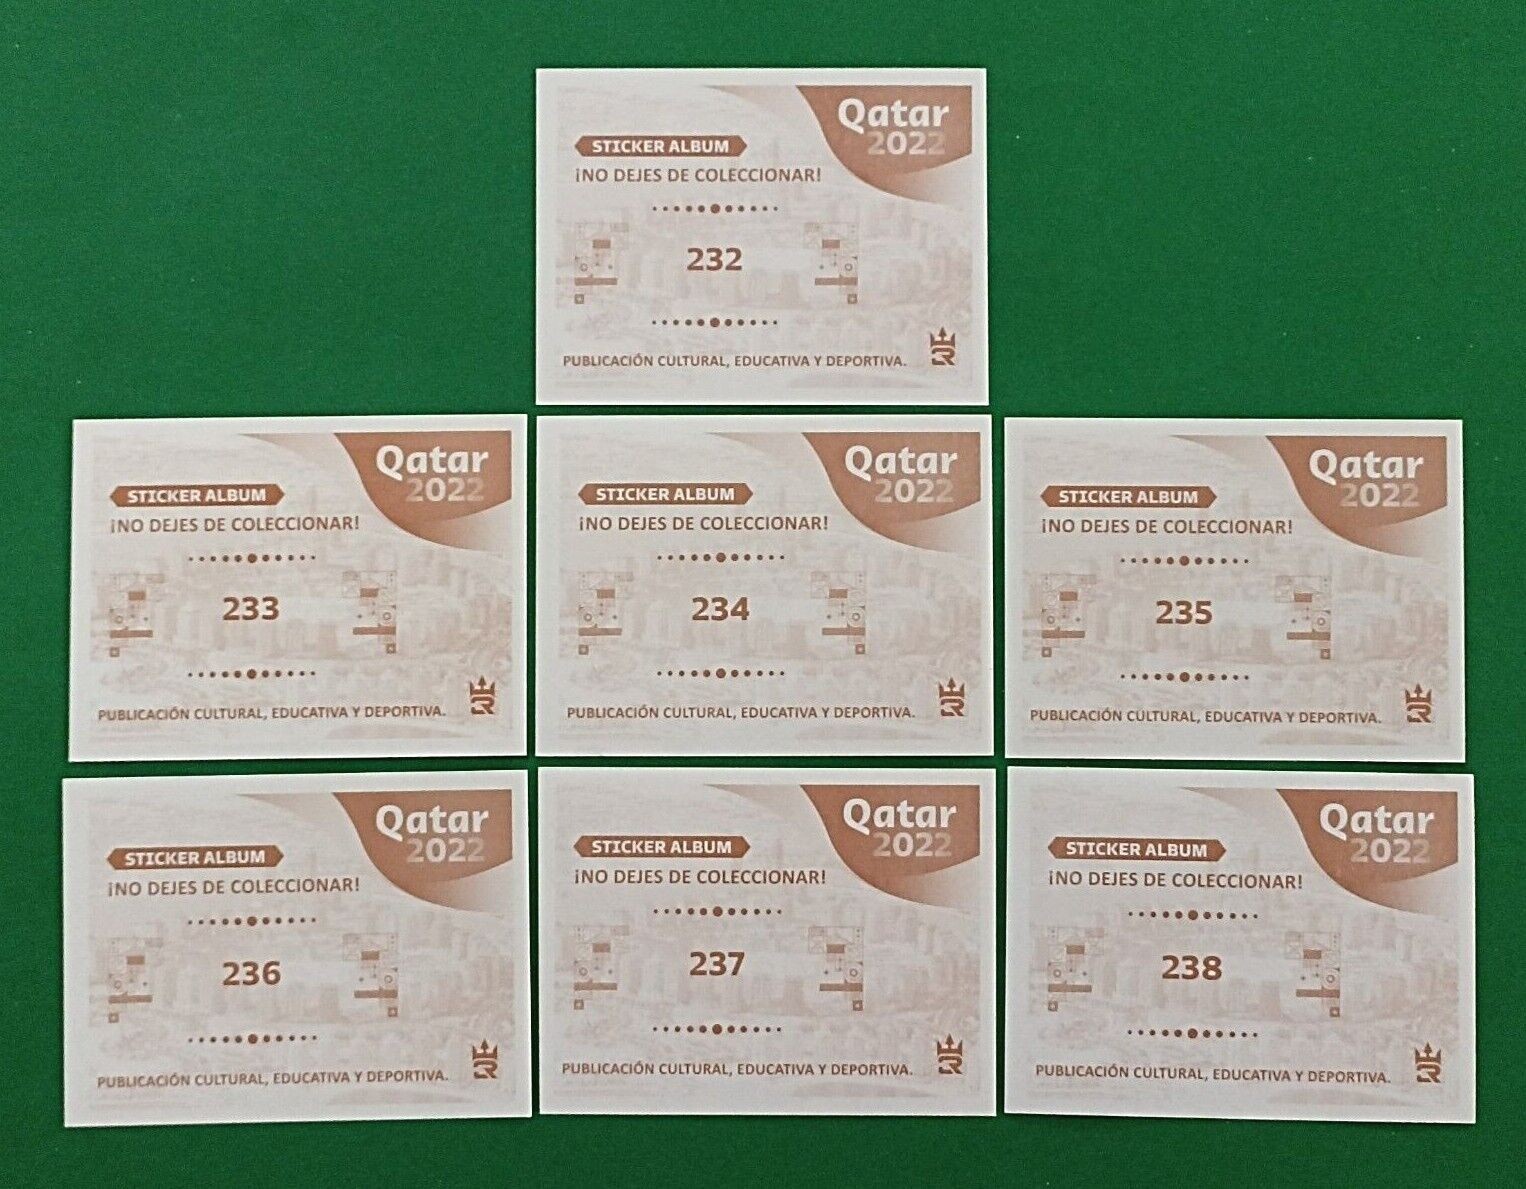 Qatar
2022
STICKER ALBUM
¡NO DEJES DE COLECCIONAR!
232
PUBLICACIÓN CULTURAL, EDUCATIVA Y DEPORTIVA.
Qatar
2022
STICKER ALBUM
¡NO DEJES DE COLECCIONAR!
233
PUBLICACIÓN CULTURAL, EDUCATIVA Y DEPORTIVA.
Qatar
2022
STICKER ALBUM
¡NO DEJES DE COLECCIONAR!
234
PUBLICACIÓN CULTURAL, EDUCATIVA Y DEPORTIVA.
Qatar
2022
STICKER ALBUM
¡NO DEJES DE COLECCIONAR!
235
PUBLICACIÓN CULTURAL, EDUCATIVA Y DEPORTIVA.
Qatar
2022
STICKER ALBUM
¡NO DEJES DE COLECCIONAR!
236
PUBLICACIÓN CULTURAL, EDUCATIVA Y DEPORTIVA.
Qatar
2022
STICKER ALBUM
¡NO DEJES DE COLECCIONAR!
237
PUBLICACIÓN CULTURAL, EDUCATIVA Y DEPORTIVA.
Qatar
2022
STICKER ALBUM
¡NO DEJES DE COLECCIONAR!
238
PUBLICACIÓN CULTURAL, EDUCATIVA Y DEPORTIVA.